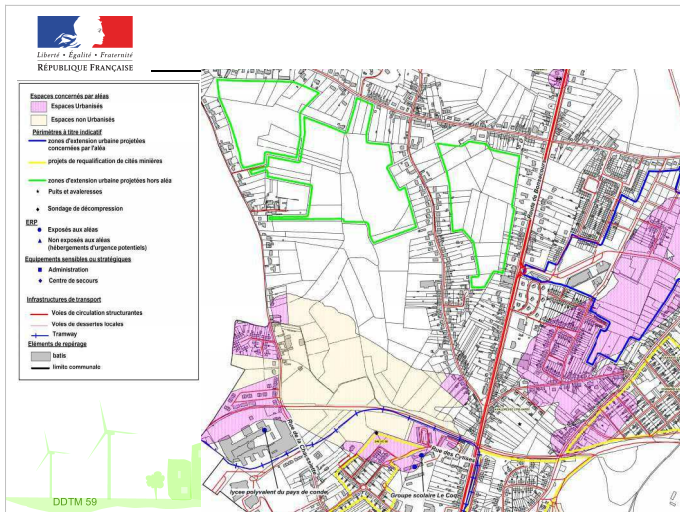 Liberté • Égalité • Fraternité
RÉPUBLIQUE FRANÇAISE
Espaces concernés par aléas
Espaces Urbanisés
Espaces non Urbanisés
Périmètres à titre indicatif
zones d'extension urbaine projetées
concernées par l'aléa
projets de requalification de cités minières
zones d'extension urbaine projetées hors aléa
Puits et avaleresses
Sondage de décompression
ERP
Exposés aux aléas
Non exposés aux aléas
(hébergements d'urgence potentiels)
Equipements sensibles ou stratégiques
Administration
Centre de secours
Infrastructures de transport
Voies de circulation structurantes
Voies de dessertes locales
Tramway
Eléments de repérage
batis
limite communale
Rue des Cytises
lycee polyvalent du pays de conde
Groupe scolaire Le Coq
DDTM 59